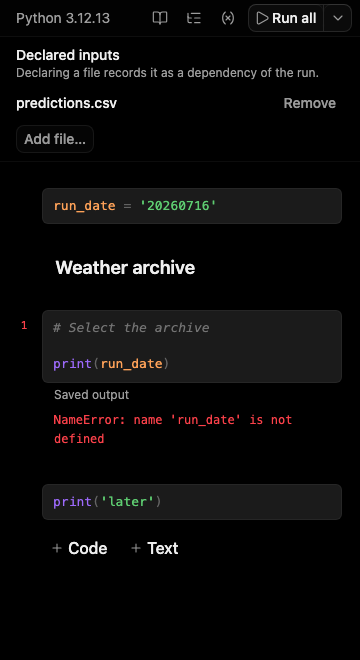 Python 3.12.13
Run all
Declared inputs
Declaring a file records it as a dependency of the run.
predictions.csv
Remove
Add file...
run_date = '20260716'
Weather archive
1
# Select the archive
print(run_date)
Saved output
NameError: name 'run_date' is not
defined
print('later')
+ Code
+ Text